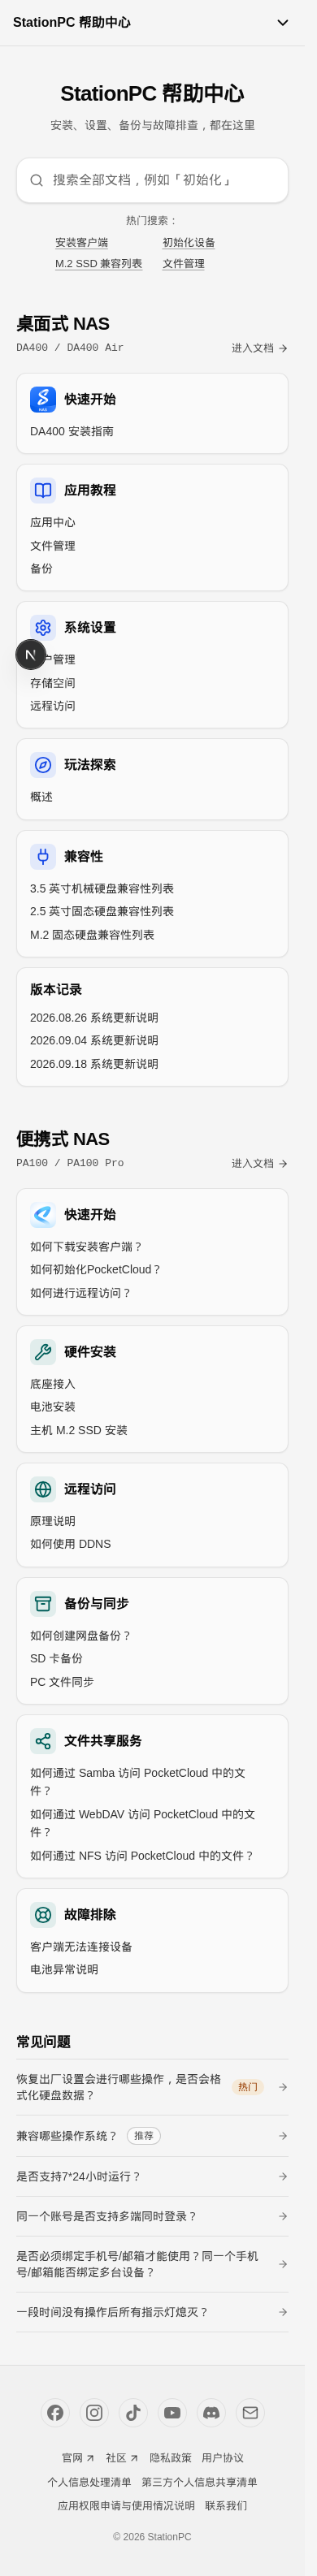 StationPC 帮助中心
StationPC 帮助中心
安装、设置、备份与故障排查，都在这里
搜索全部文档，例如「初始化」
热门搜索：
安装客户端
初始化设备
M.2 SSD 兼容列表
文件管理
桌面式 NAS
DA400 / DA400 Air
进入文档
NAS
快速开始
DA400 安装指南
应用教程
应用中心
文件管理
备份
系统设置
N
户管理
存储空间
远程访问
玩法探索
概述
兼容性
3.5 英寸机械硬盘兼容性列表
2.5 英寸固态硬盘兼容性列表
M.2 固态硬盘兼容性列表
版本记录
2026.08.26 系统更新说明
2026.09.04 系统更新说明
2026.09.18 系统更新说明
便携式 NAS
PA100 / PA100 Pro
进入文档
快速开始
如何下载安装客户端？
如何初始化PocketCloud？
如何进行远程访问？
硬件安装
底座接入
电池安装
主机 M.2 SSD 安装
远程访问
原理说明
如何使用 DDNS
备份与同步
如何创建网盘备份？
SD 卡备份
PC 文件同步
文件共享服务
如何通过 Samba 访问 PocketCloud 中的文
件？
如何通过 WebDAV 访问 PocketCloud 中的文
件？
如何通过 NFS 访问 PocketCloud 中的文件？
故障排除
客户端无法连接设备
电池异常说明
常见问题
恢复出厂设置会进行哪些操作，是否会格
式化硬盘数据？
热门
兼容哪些操作系统？ 推荐
是否支持7*24小时运行？
同一个账号是否支持多端同时登录？
是否必须绑定手机号/邮箱才能使用？同一个手机
号/邮箱能否绑定多台设备？
一段时间没有操作后所有指示灯熄灭？
官网 社区 隐私政策 用户协议
个人信息处理清单 第三方个人信息共享清单
应用权限申请与使用情况说明 联系我们
© 2026 StationPC